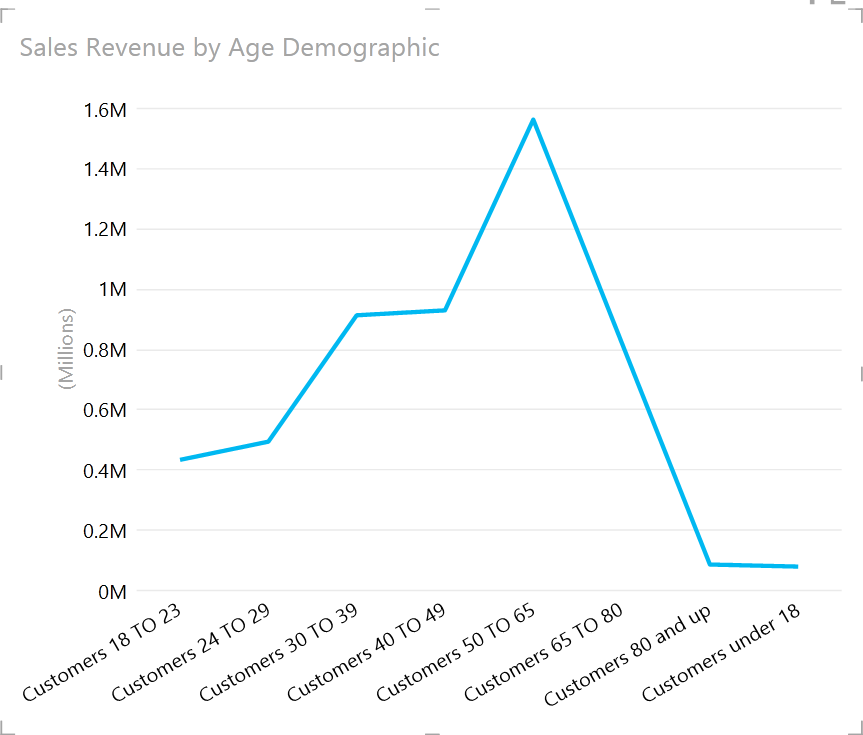 Sales Revenue by Age Demographic
1.6M
1.4M
1.2M
1M
0.8M
0.6M
0.4M
0.2M
0M
(Millions)
Customers 18 TO 23
Customers 24 TO 29
Customers 30 TO 39
Customers 40 TO 49
Customers 50 TO 65
Customers 65 TO 80
Customers 80 and up
Customers under 18